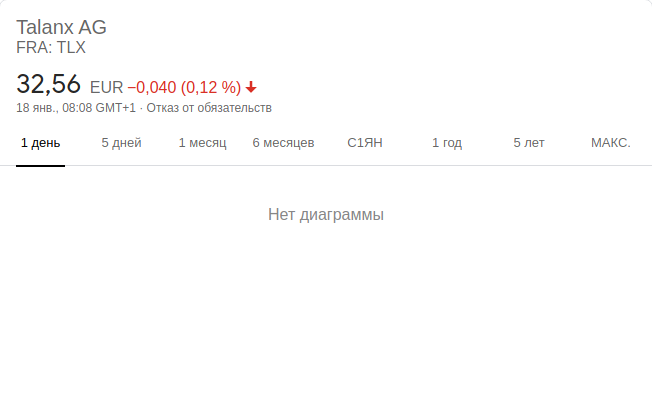 Talanx AG
FRA: TLX
32,56 EUR −0,040 (0,12 %)
18 янв., 08:08 GMT+1 · Отказ от обязательств
1 день 5 дней 1 месяц 6 месяцев С1ЯН 1 год 5 лет МАКС.
Нет диаграммы